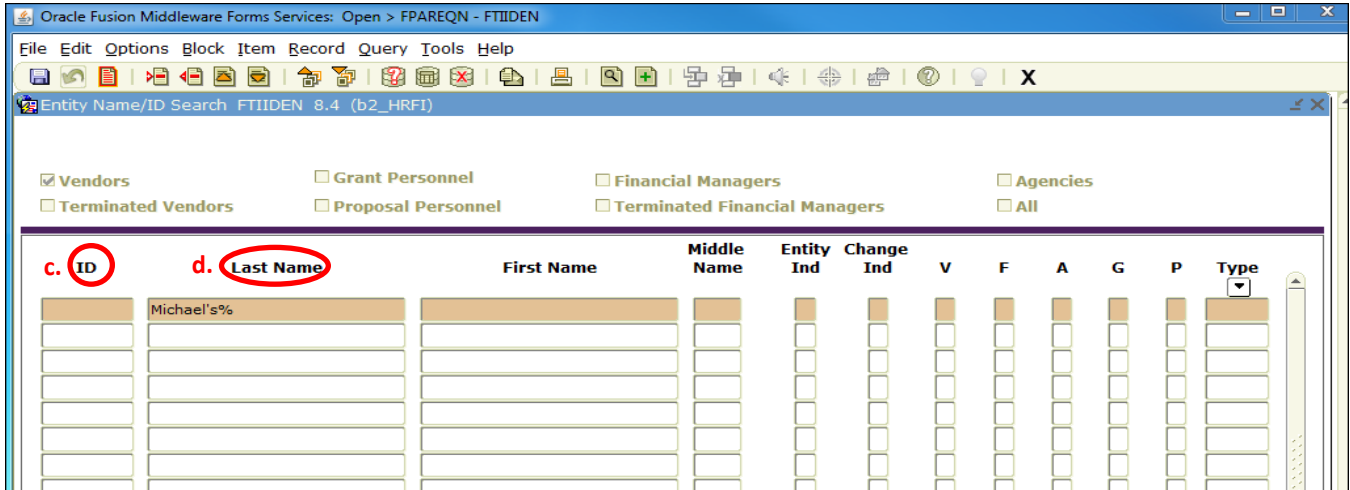 Oracle Fusion Middleware Forms Services: Open > FPAREQN - FTIIDEN
File Edit Options Block Item Record Query Tools Help
X
Entity Name/ID Search FTIIDEN 8.4 (b2_HRFI)
Vendors Grant Personnel Financial Managers Agencies
Terminated Vendors Proposal Personnel Terminated Financial Managers All
c. ID d. Last Name First Name Middle Name Entity Ind Change Ind V F A G P Type
Michael's%